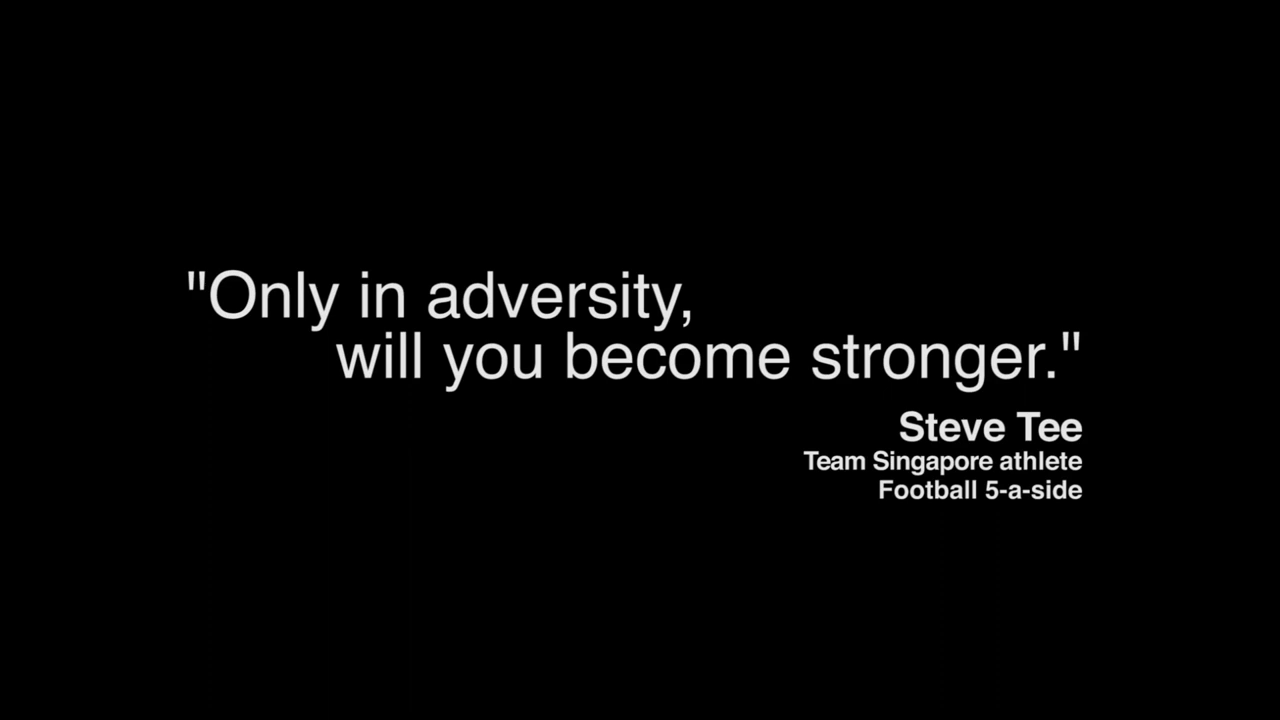 "Only in adversity,
will you become stronger."
Steve Tee
Team Singapore athlete
Football 5-a-side